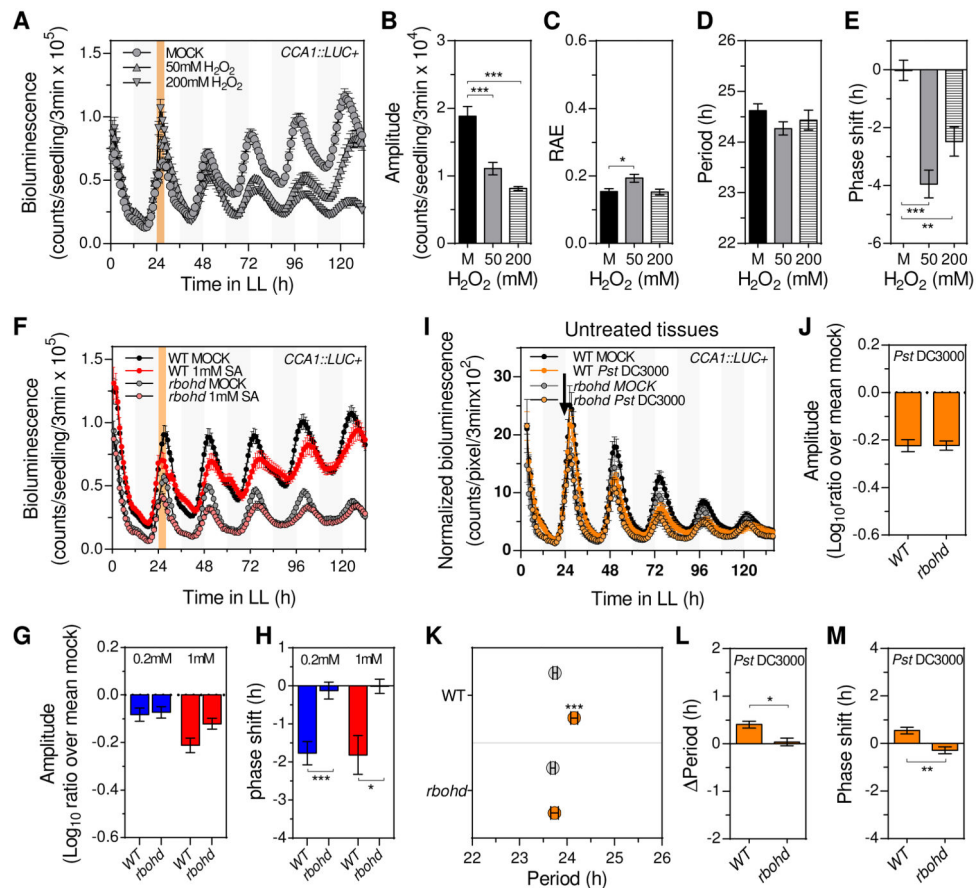 A
Bioluminescence
(counts/seedling/3min x 10⁵)
1.5
1.0
0.5
0.0
MOCK
50mM H₂O₂
200mM H₂O₂
CCA1::LUC+
0 24 48 72 96 120
Time in LL (h)
B
Amplitude
(counts/seedling/3min x 10⁴)
3
2
1
0
***
***
M 50 200
H₂O₂ (mM)
C
RAE
0.6
0.4
0.2
0.0
*
M 50 200
H₂O₂ (mM)
D
Period (h)
26
25
24
23
22
M 50 200
H₂O₂ (mM)
E
Phase shift (h)
0
-2
-4
-6
***
**
M 50 200
H₂O₂ (mM)
F
Bioluminescence
(counts/seedling/3min x 10⁵)
1.5
1.0
0.5
0.0
WT MOCK
WT 1mM SA
rbohd MOCK
rbohd 1mM SA
CCA1::LUC+
0 24 48 72 96 120
Time in LL (h)
I
Untreated tissues
Normalized bioluminescence
(counts/pixel/3minx10²)
40
30
20
10
0
WT MOCK
WT Pst DC3000
rbohd MOCK
rbohd Pst DC3000
CCA1::LUC+
0 24 48 72 96 120
Time in LL (h)
J
Amplitude
(Log₁₀ratio over mean mock)
0.2
-0.0
-0.2
-0.4
-0.6
Pst DC3000
WT
rbohd
G
Amplitude
(Log₁₀ ratio over mean mock)
0.2
-0.0
-0.2
-0.4
-0.6
0.2mM 1mM
WT
rbohd
WT
rbohd
H
phase shift (h)
1
0
-1
-2
-3
-4
0.2mM 1mM
***
*
WT
rbohd
WT
rbohd
K
WT
***
rbohd
22 23 24 25 26
Period (h)
L
ΔPeriod (h)
2
1
0
-1
-2
Pst DC3000
*
WT
rbohd
M
Phase shift (h)
4
2
0
-2
-4
Pst DC3000
**
WT
rbohd